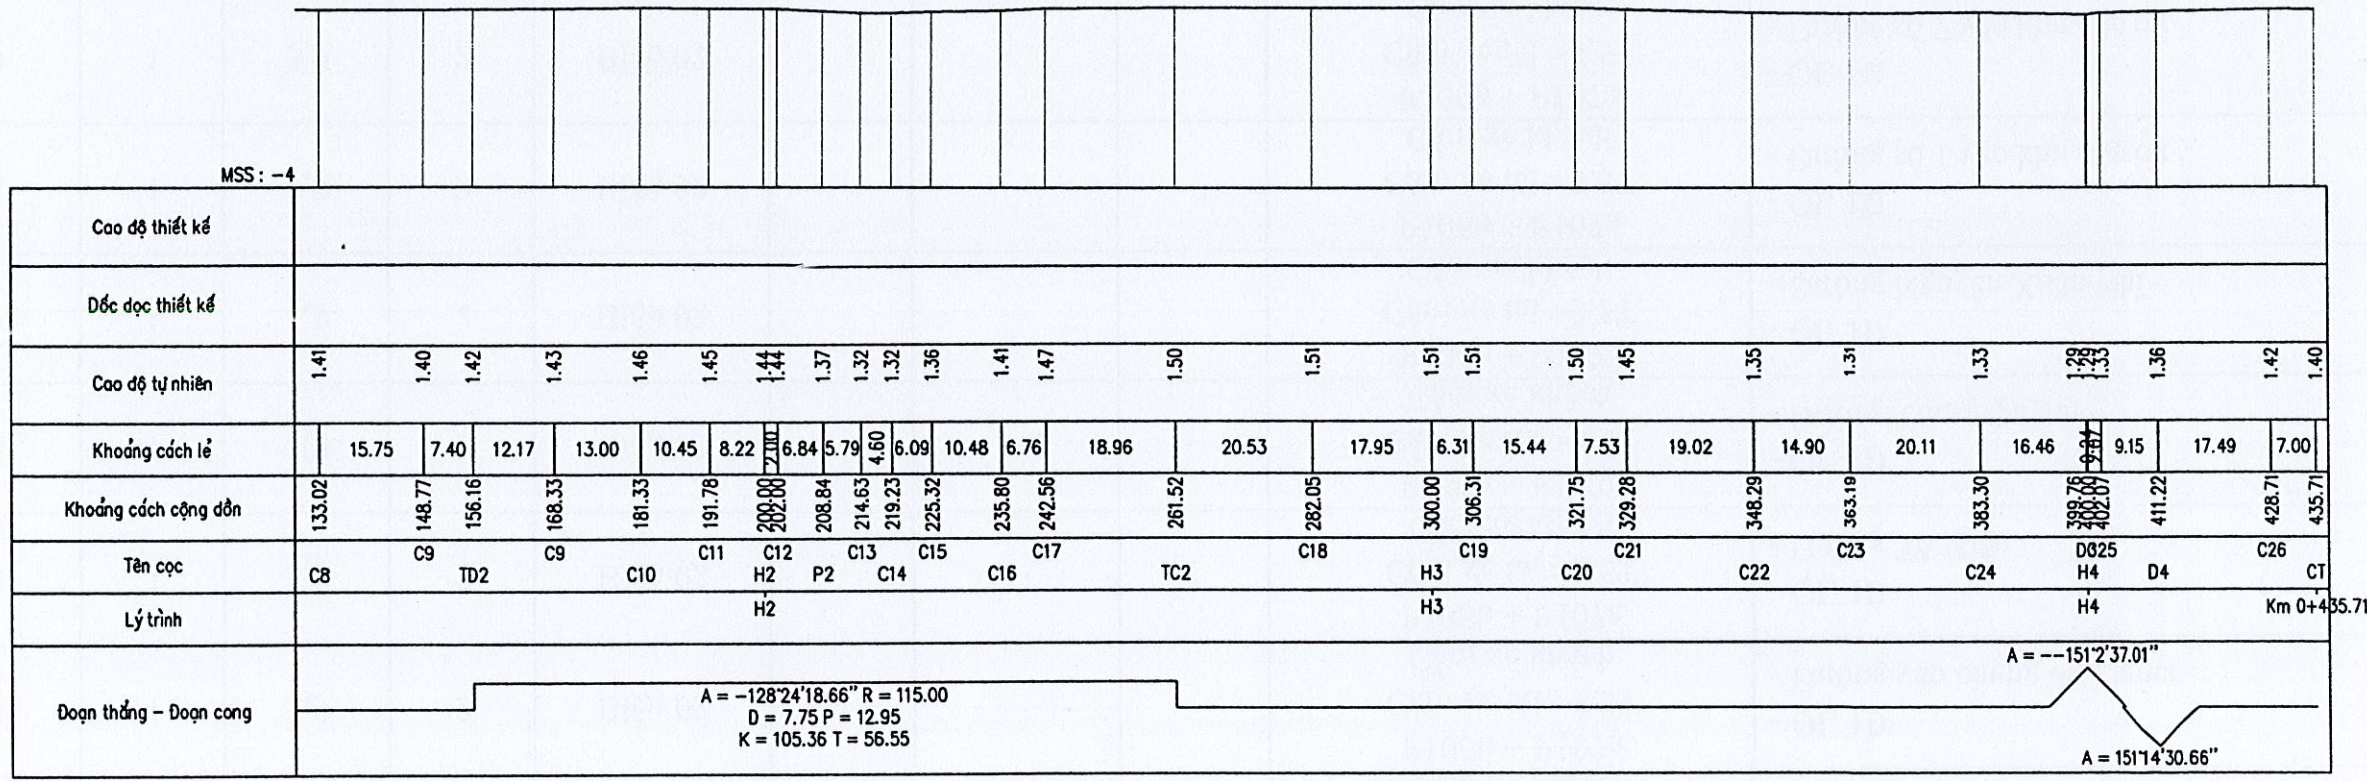 MSS : -4
Cao độ thiết kế
Dốc dọc thiết kế
Cao độ tự nhiên
1.41 1.40 1.42 1.43 1.46 1.45 1.44 1.44 1.37 1.32 1.32 1.36 1.41 1.47 1.50 1.51 1.51 1.51 1.50 1.45 1.35 1.31 1.33 1.29 1.33 1.36 1.42 1.40
Khoảng cách lẻ
15.75 7.40 12.17 13.00 10.45 8.22 2.00 6.84 5.79 4.60 6.09 10.48 6.76 18.96 20.53 17.95 6.31 15.44 7.53 19.02 14.90 20.11 16.46 9.15 17.49 7.00
Khoảng cách cộng dồn
133.02 148.77 156.16 168.33 181.33 191.78 200.00 202.00 208.84 214.63 219.23 225.32 235.80 242.56 261.52 282.05 300.00 306.31 321.75 329.28 348.29 363.19 383.30 399.76 400.00 402.07 411.22 428.71 435.71
Tên cọc
C9 C9 C11 C12 C13 C15 C17 C18 C19 C21 C23 C26
C8 TD2 C10 H2 P2 C14 C16 TC2 H3 C20 C22 C24 H4 D4 CT
Lý trình
H2 H3 H4 Km 0+435.71
Đoạn thẳng - Đoạn cong
A = -128°24'18.66" R = 115.00
D = 7.75 P = 12.95
K = 105.36 T = 56.55
A = --151°2'37.01"
A = 151°14'30.66"